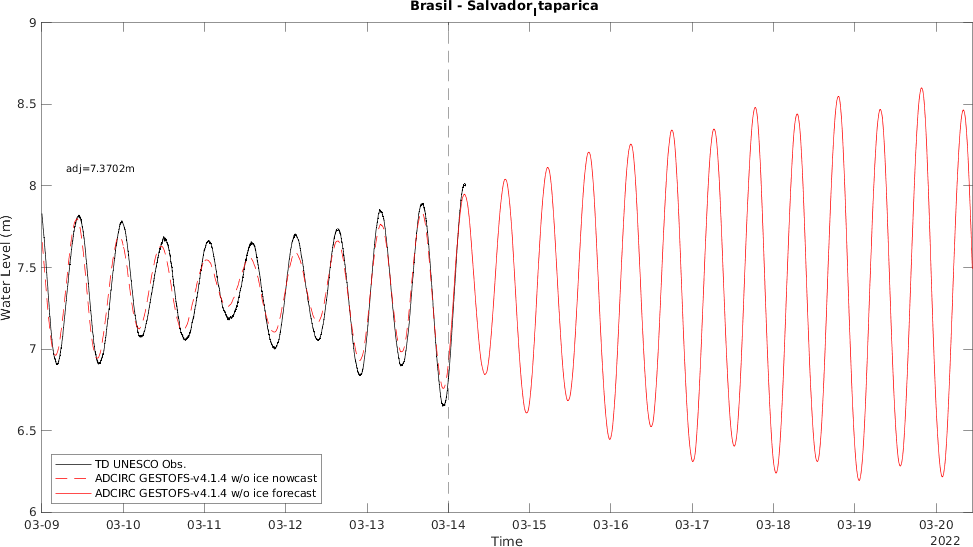 Brasil - Salvador_Itaparica
9
8.5
8
7.5
7
6.5
6
Water Level (m)
adj=7.3702m
TD UNESCO Obs.
ADCIRC GESTOFS-v4.1.4 w/o ice nowcast
ADCIRC GESTOFS-v4.1.4 w/o ice forecast
03-09 03-10 03-11 03-12 03-13 03-14 03-15 03-16 03-17 03-18 03-19 03-20
Time
2022